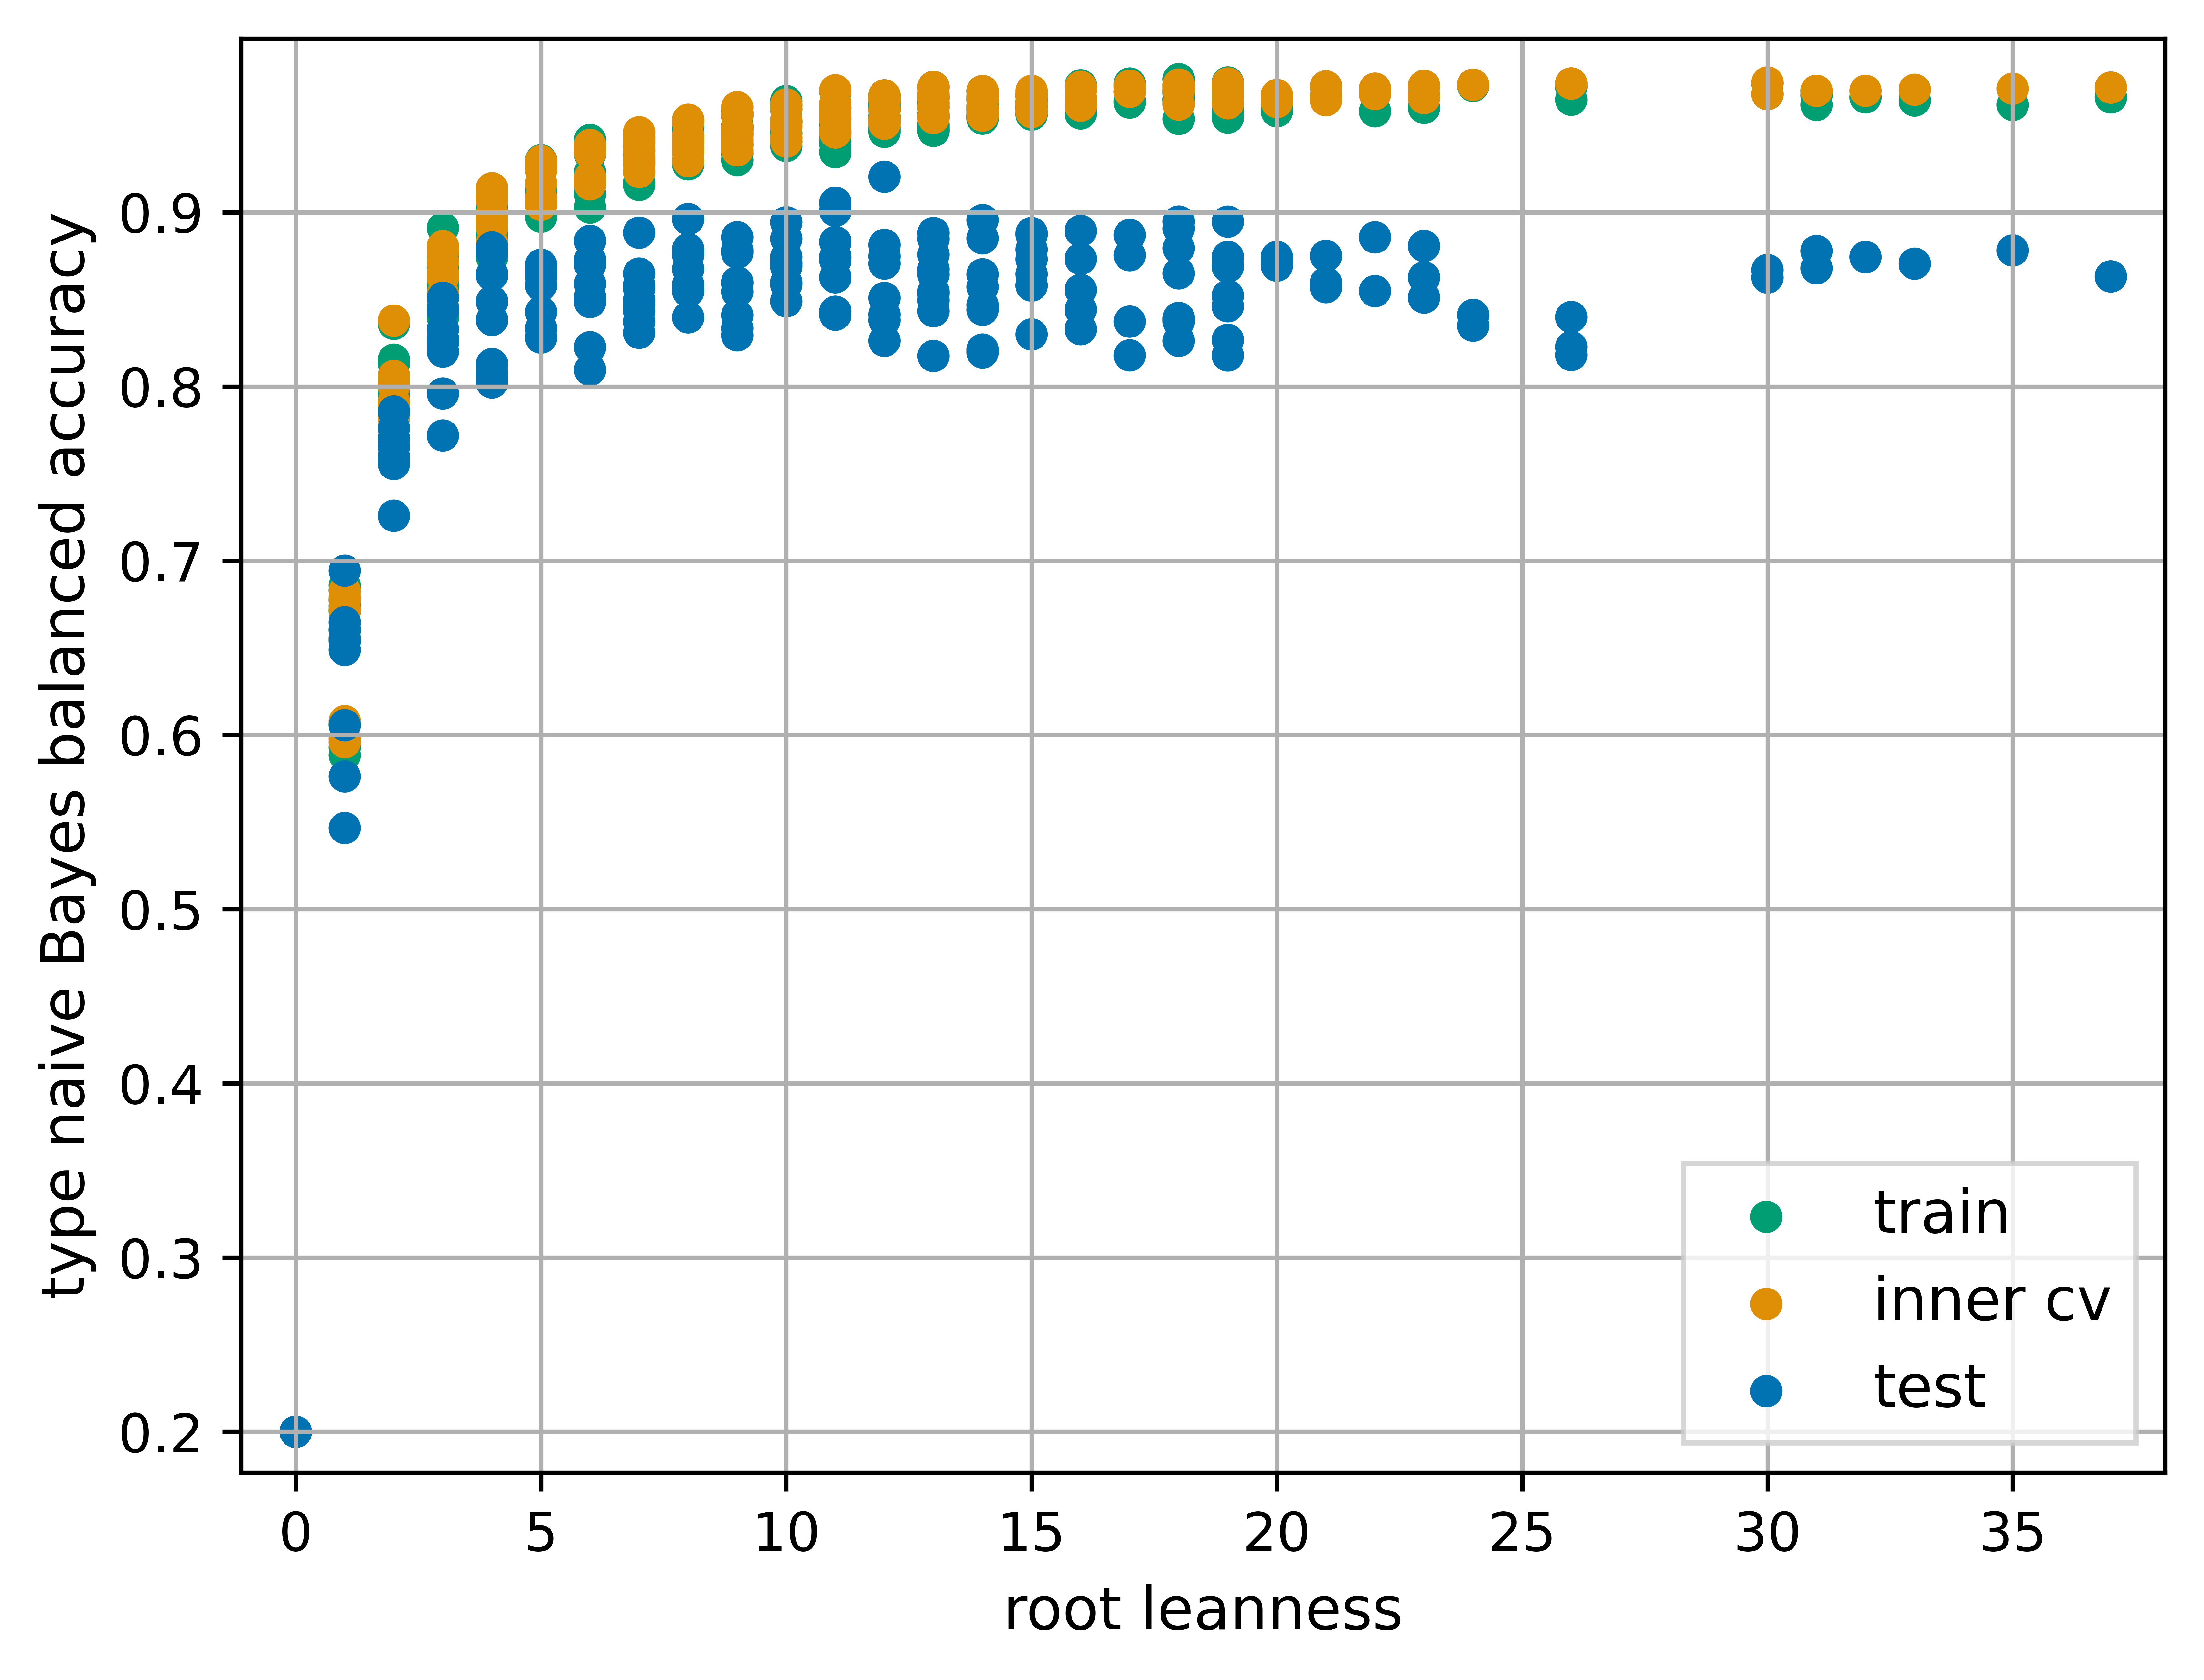 type naive Bayes balanced accuracy
0.9
0.8
0.7
0.6
0.5
0.4
0.3
0.2
0 5 10 15 20 25 30 35
root leanness
train
inner cv
test